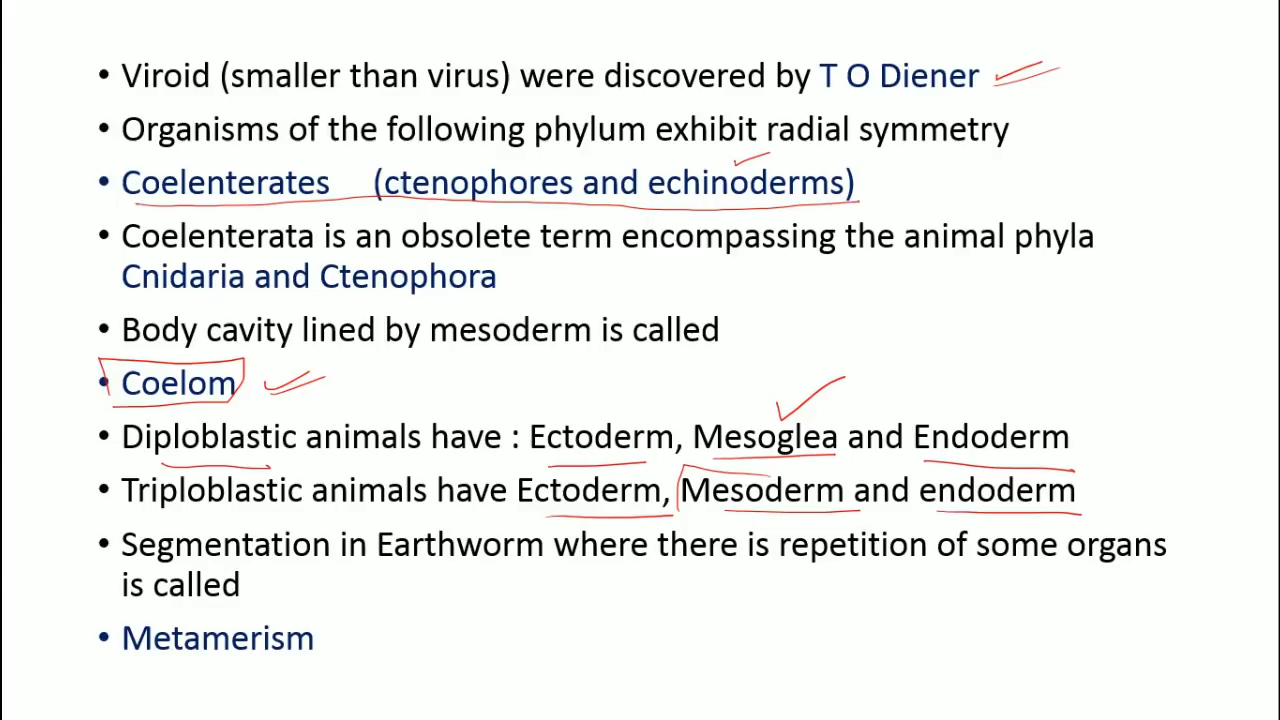 • Viroid (smaller than virus) were discovered by T O Diener
• Organisms of the following phylum exhibit radial symmetry
• Coelenterates (ctenophores and echinoderms)
• Coelenterata is an obsolete term encompassing the animal phyla
Cnidaria and Ctenophora
• Body cavity lined by mesoderm is called
• Coelom
• Diploblastic animals have : Ectoderm, Mesoglea and Endoderm
• Triploblastic animals have Ectoderm, Mesoderm and endoderm
• Segmentation in Earthworm where there is repetition of some organs
is called
• Metamerism